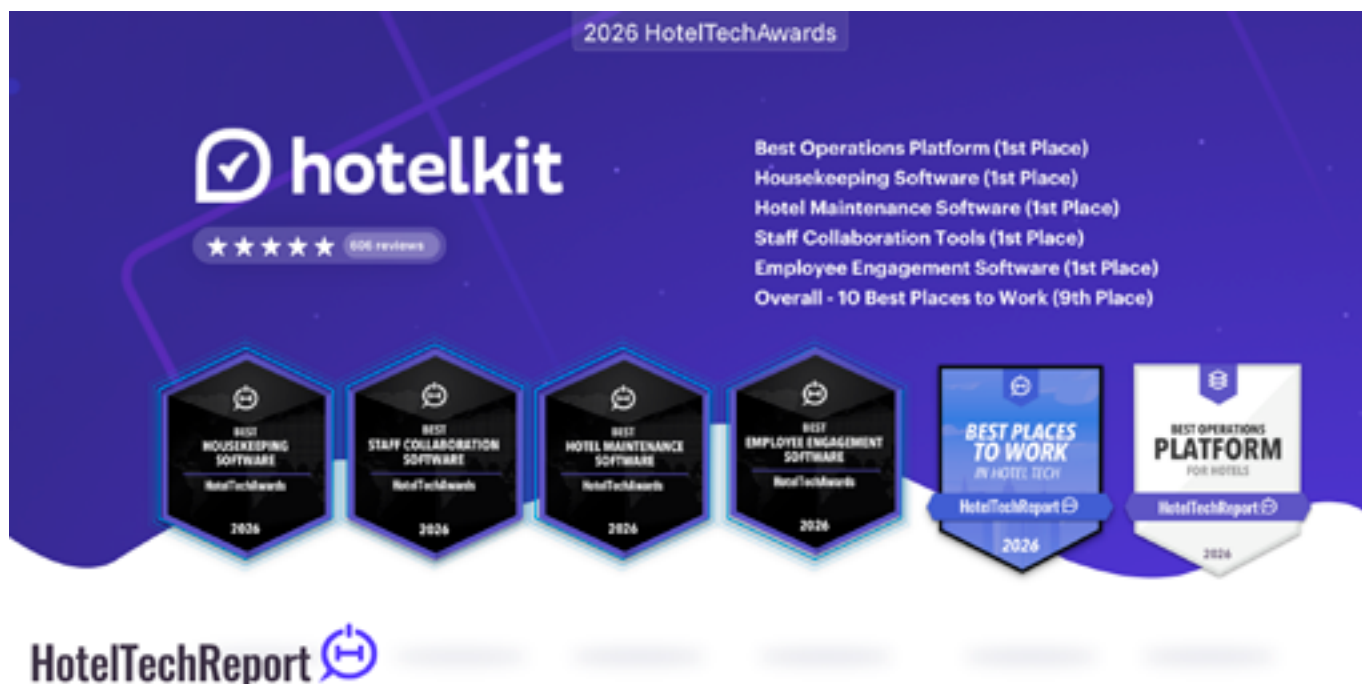 2026 HotelTechAwards
hotelkit
606 reviews
Best Operations Platform (1st Place)
Housekeeping Software (1st Place)
Hotel Maintenance Software (1st Place)
Staff Collaboration Tools (1st Place)
Employee Engagement Software (1st Place)
Overall - 10 Best Places to Work (9th Place)
BEST
HOUSEKEEPING
SOFTWARE
HotelTechAwards
2026
BEST
STAFF COLLABORATION
SOFTWARE
HotelTechAwards
2026
BEST
HOTEL MAINTENANCE
SOFTWARE
HotelTechAwards
2026
BEST
EMPLOYEE ENGAGEMENT
SOFTWARE
HotelTechAwards
2026
BEST PLACES
TO WORK
IN HOTEL TECH
HotelTechReport
2026
BEST OPERATIONS
PLATFORM
FOR HOTELS
HotelTechReport
2026
HotelTechReport